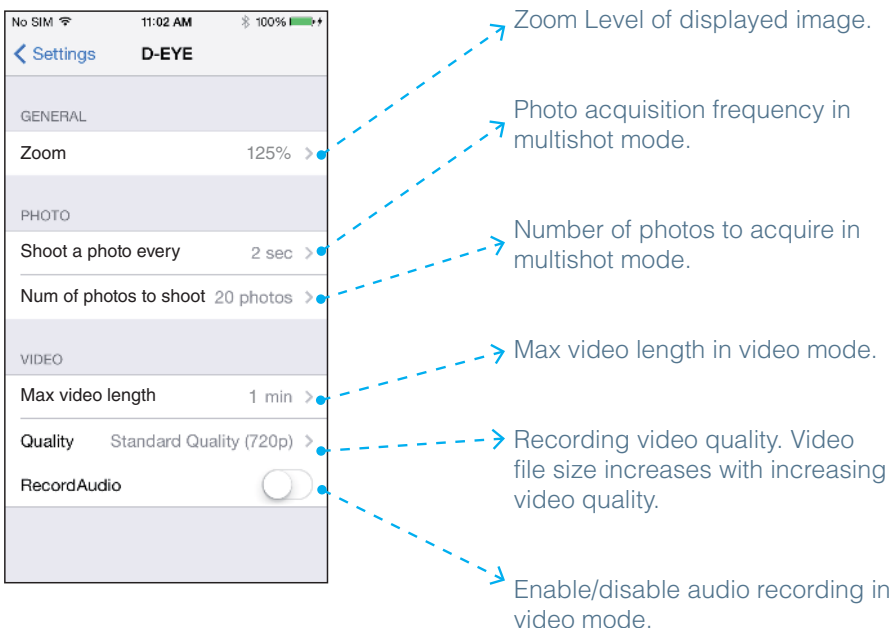 No SIM 11:02 AM 100%
Settings D-EYE
GENERAL
Zoom 125%
PHOTO
Shoot a photo every 2 sec
Num of photos to shoot 20 photos
VIDEO
Max video length 1 min
Quality Standard Quality (720p)
RecordAudio
Zoom Level of displayed image.
Photo acquisition frequency in
multishot mode.
Number of photos to acquire in
multishot mode.
Max video length in video mode.
Recording video quality. Video
file size increases with increasing
video quality.
Enable/disable audio recording in
video mode.